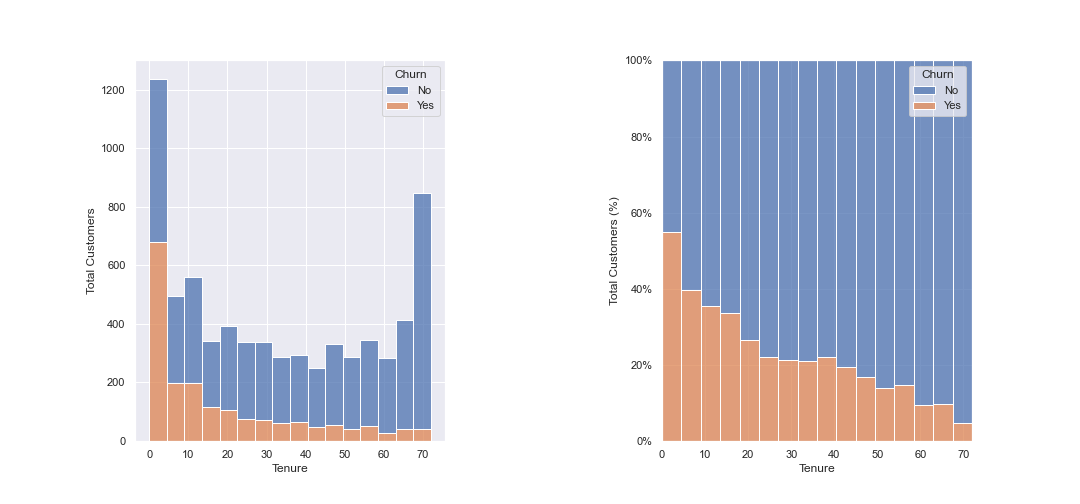 Total Customers
1200
1000
800
600
400
200
0
0 10 20 30 40 50 60 70
Tenure
Churn
No
Yes
Total Customers (%)
100%
80%
60%
40%
20%
0%
0 10 20 30 40 50 60 70
Tenure
Churn
No
Yes